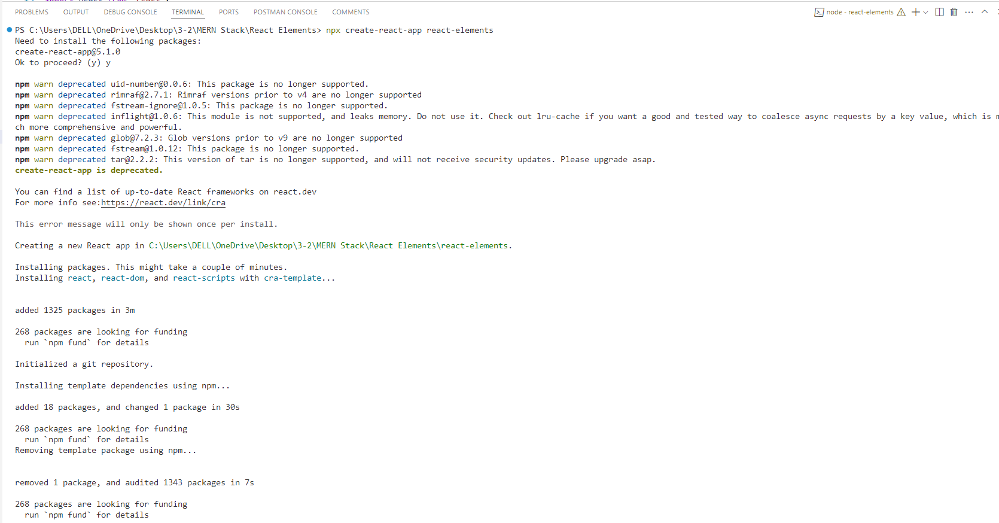 PROBLEMS OUTPUT DEBUG CONSOLE TERMINAL PORTS POSTMAN CONSOLE COMMENTS node - react-elements
PS C:\Users\DELL\OneDrive\Desktop\3-2\MERN Stack\React Elements> npx create-react-app react-elements
Need to install the following packages:
create-react-app@5.1.0
Ok to proceed? (y) y
npm warn deprecated uid-number@0.0.6: This package is no longer supported.
npm warn deprecated rimraf@2.7.1: Rimraf versions prior to v4 are no longer supported
npm warn deprecated fstream-ignore@1.0.5: This package is no longer supported.
npm warn deprecated inflight@1.0.6: This module is not supported, and leaks memory. Do not use it. Check out lru-cache if you want a good and tested way to coalesce async requests by a key value, which is
ch more comprehensive and powerful.
npm warn deprecated glob@7.2.3: Glob versions prior to v9 are no longer supported
npm warn deprecated fstream@1.0.12: This package is no longer supported.
npm warn deprecated tar@2.2.2: This version of tar is no longer supported, and will not receive security updates. Please upgrade asap.
create-react-app is deprecated.
You can find a list of up-to-date React frameworks on react.dev
For more info see:https://react.dev/link/cra
This error message will only be shown once per install.
Creating a new React app in C:\Users\DELL\OneDrive\Desktop\3-2\MERN Stack\React Elements\react-elements.
Installing packages. This might take a couple of minutes.
Installing react, react-dom, and react-scripts with cra-template...
added 1325 packages in 3m
268 packages are looking for funding
run `npm fund` for details
Initialized a git repository.
Installing template dependencies using npm...
added 18 packages, and changed 1 package in 30s
268 packages are looking for funding
run `npm fund` for details
Removing template package using npm...
removed 1 package, and audited 1343 packages in 7s
268 packages are looking for funding
run `npm fund` for details